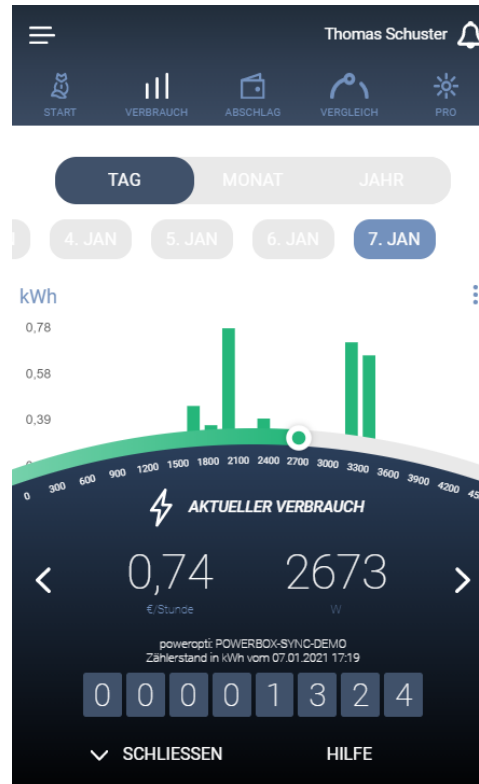 Thomas Schuster
START VERBRAUCH ABSCHLAG VERGLEICH PRO
TAG MONAT JAHR
4. JAN 5. JAN 6. JAN 7. JAN
kWh
0,78
0,58
0,39
0 300 600 900 1200 1500 1800 2100 2400 2700 3000 3300 3600 3900 4200
AKTUELLER VERBRAUCH
0,74 2673
€/Stunde W
poweropti: POWERBOX-SYNC-DEMO
Zählerstand in kWh vom 07.01.2021 17:19
0 0 0 0 1 3 2 4
SCHLIESSEN HILFE